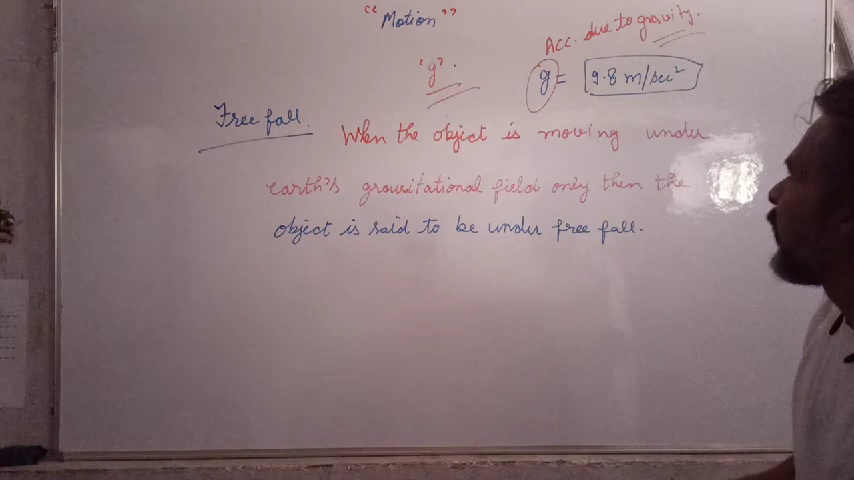 "Motion"
Acc. due to gravity.
'g'.
g = 9.8 m/sec²
Free fall.
When the object is moving under
earth's gravitational field only then the
object is said to be under free fall.